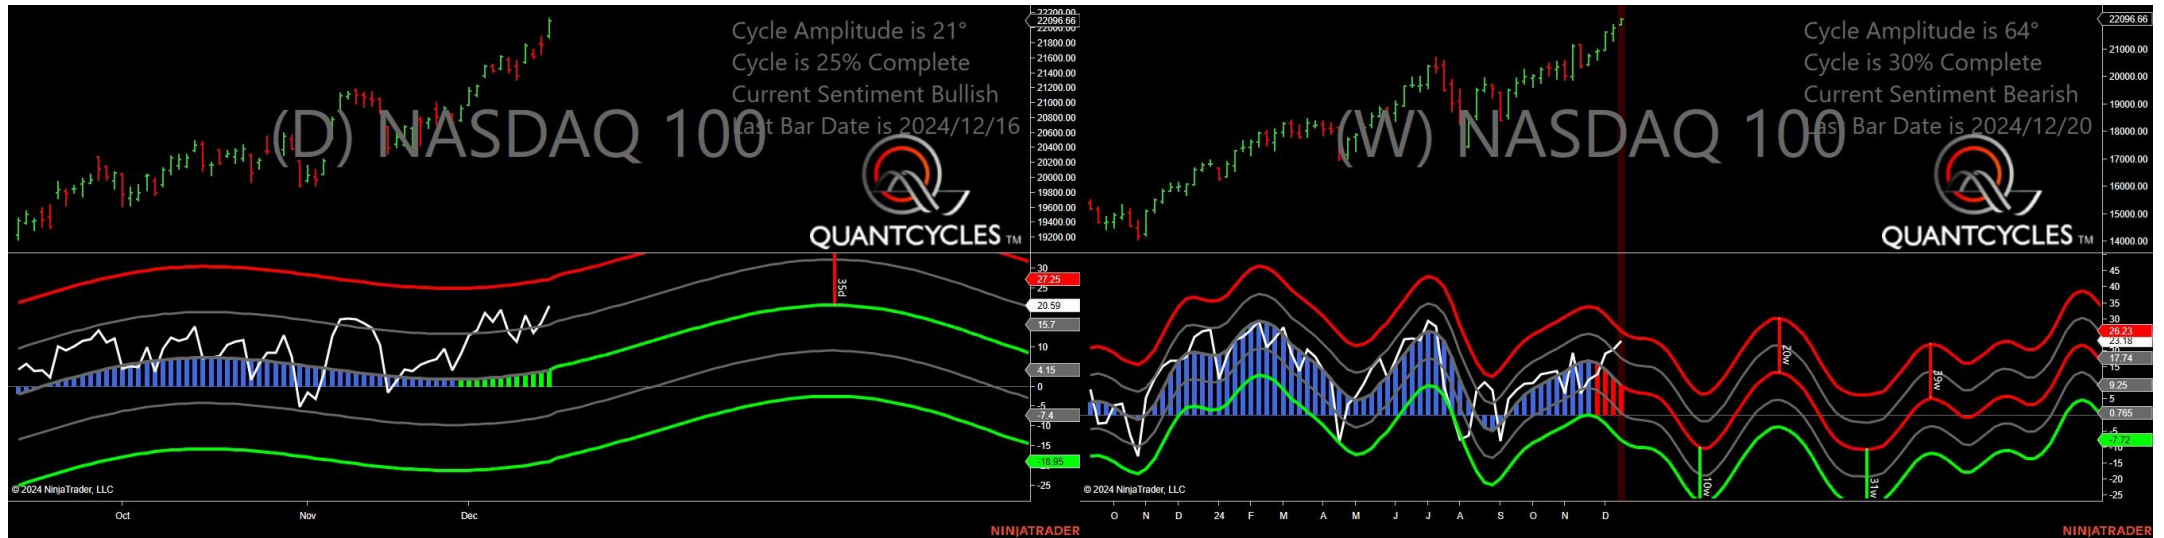 Cycle Amplitude is 21°
Cycle is 25% Complete
Current Sentiment Bullish
Last Bar Date is 2024/12/16
(D) NASDAQ 100
QUANTCYCLES TM
22200.00
22096.66
22000.00
21800.00
21600.00
21400.00
21200.00
21000.00
20800.00
20600.00
20400.00
20200.00
20000.00
19800.00
19600.00
19400.00
19200.00
35d
30
27.25
25
20.59
15.7
10
4.15
0
-5
-7.4
-10
-15
-18.95
-25
© 2024 NinjaTrader, LLC
Oct
Nov
Dec
NINJATRADER
Cycle Amplitude is 64°
Cycle is 30% Complete
Current Sentiment Bearish
Last Bar Date is 2024/12/20
(W) NASDAQ 100
QUANTCYCLES TM
22096.66
21000.00
20000.00
19000.00
18000.00
17000.00
16000.00
15000.00
14000.00
10w
20w
31w
39w
45
40
35
30
26.23
23.18
17.74
15
9.25
5
0.765
-5
-7.72
-10
-15
-20
-25
© 2024 NinjaTrader, LLC
O N D 24 F M A M J J A S O N D
NINJATRADER